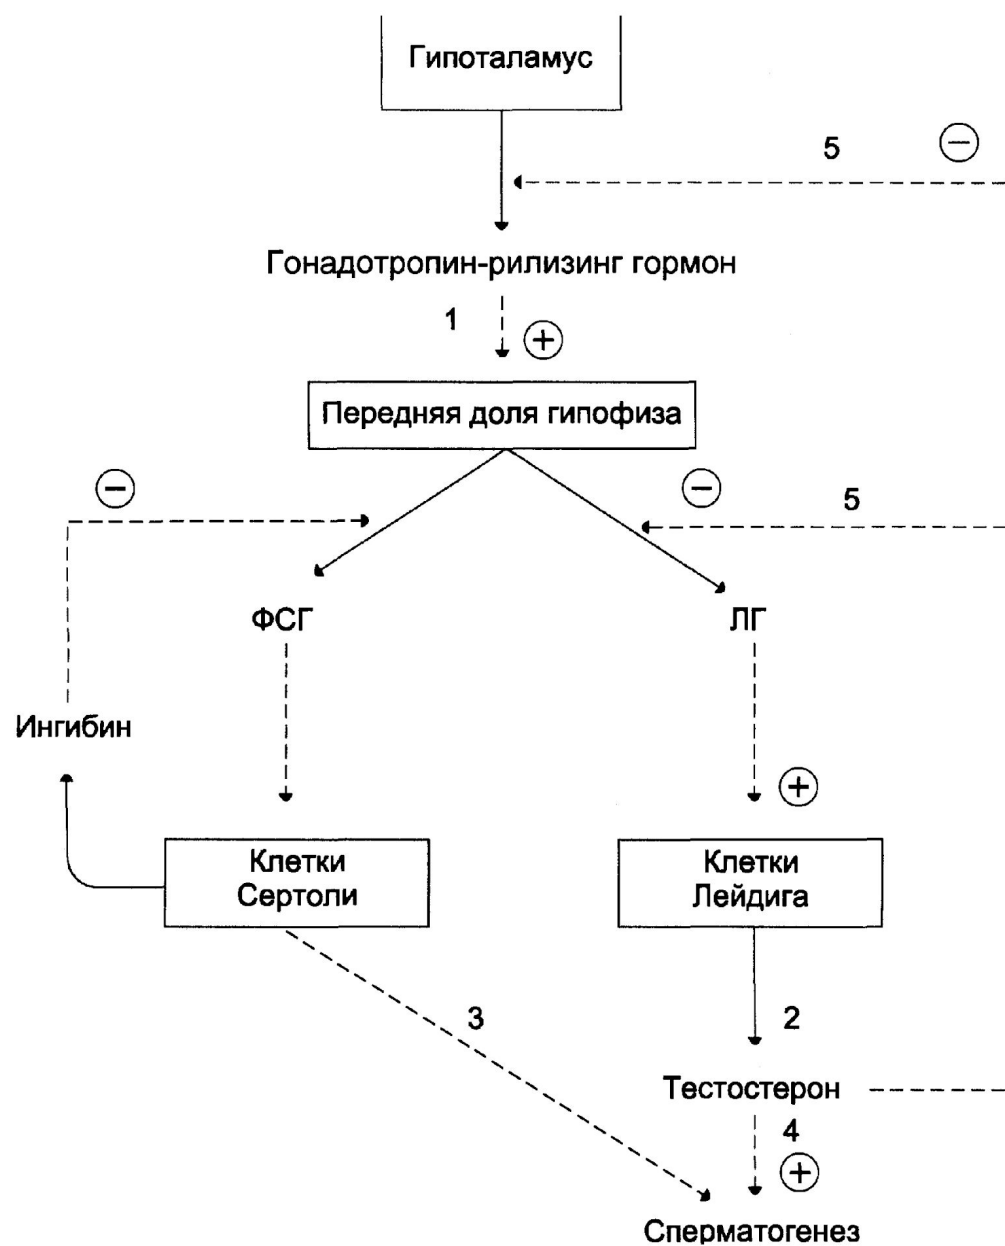 Гипоталамус
5
Гонадотропин-рилизинг гормон
1
Передняя доля гипофиза
5
ФСГ
ЛГ
Ингибин
Клетки
Сертоли
Клетки
Лейдига
3
2
Тестостерон
4
Сперматогенез